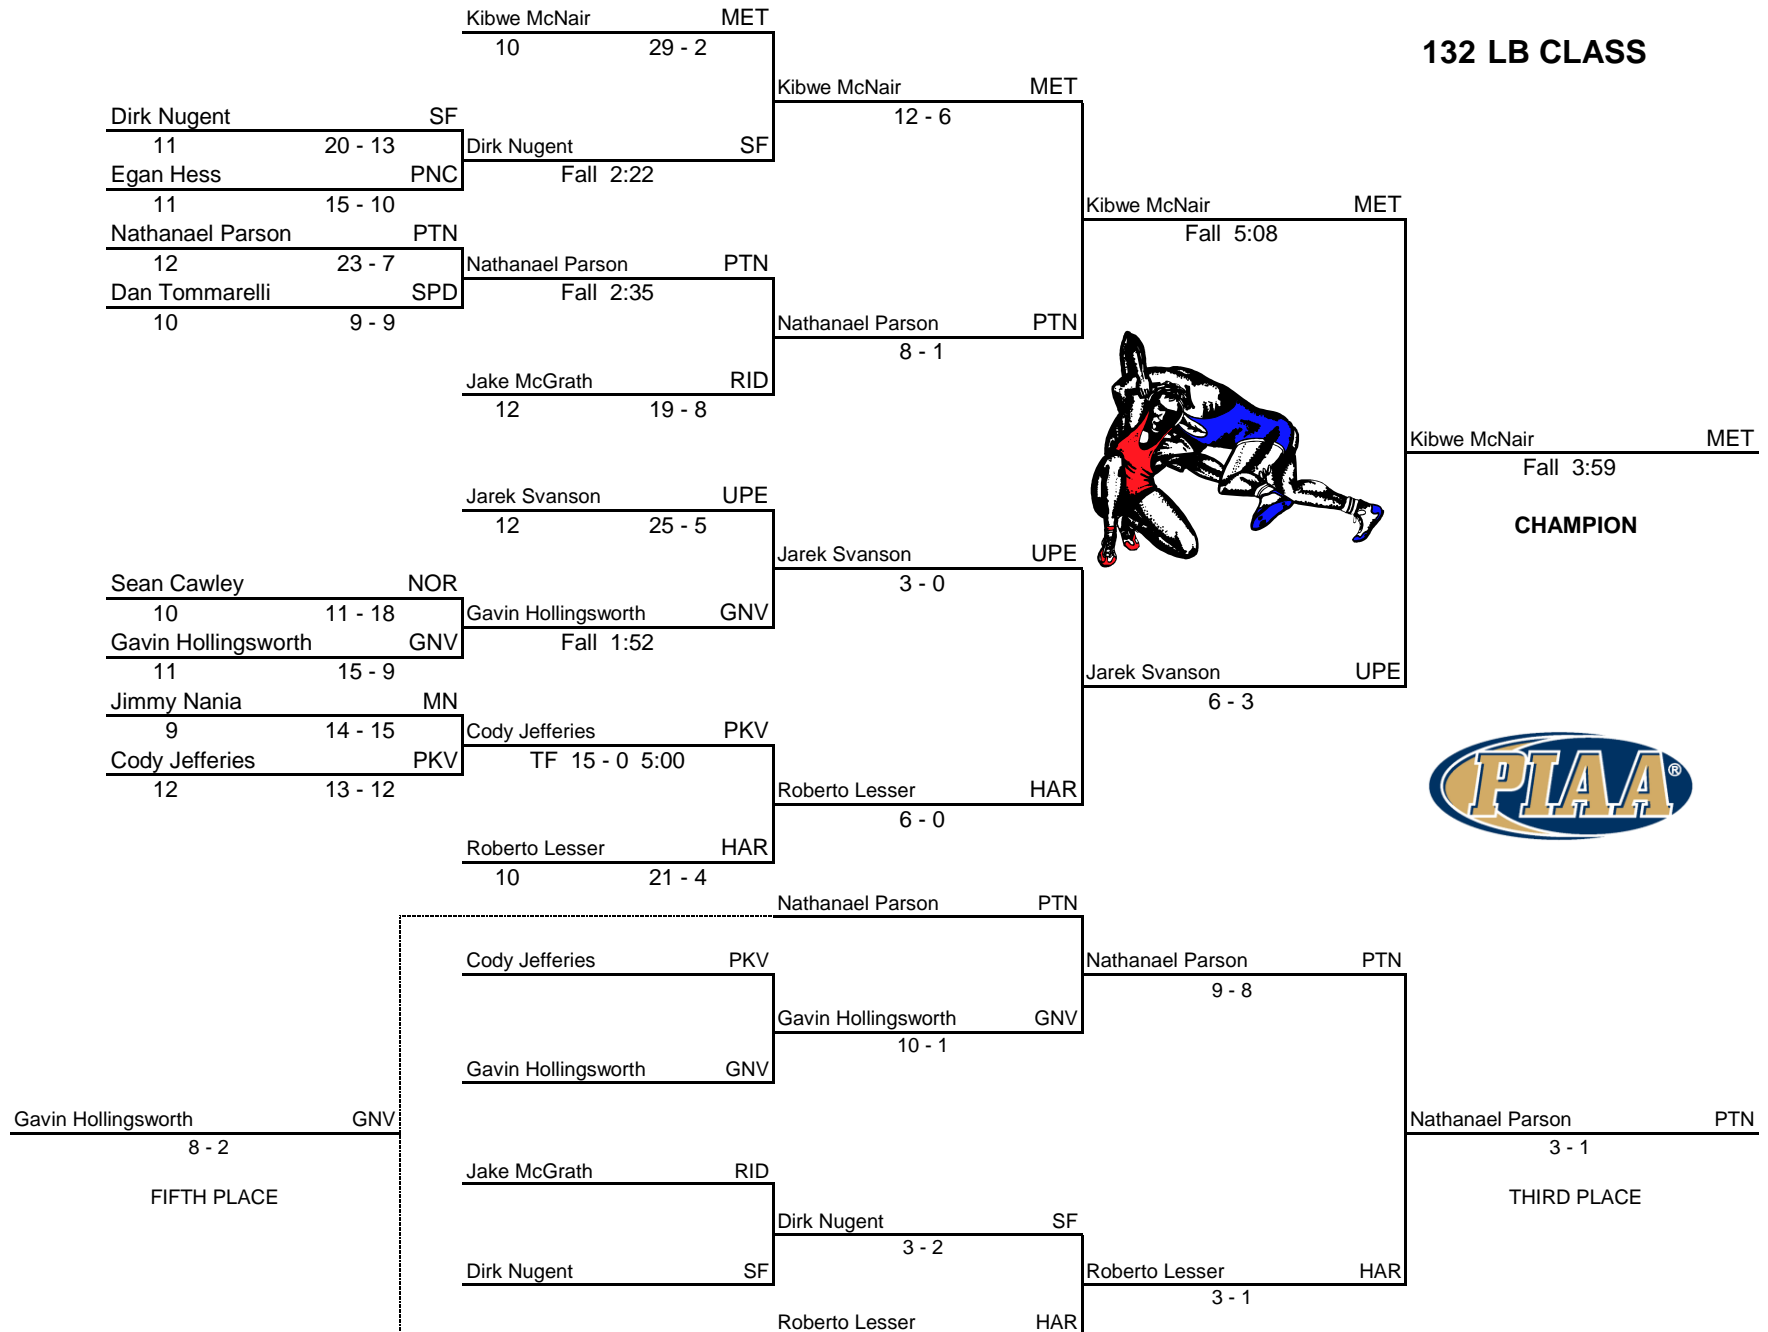 Kibwe McNair MET
10 29 - 2
132 LB CLASS
Kibwe McNair MET
12 - 6
Dirk Nugent SF
11 20 - 13
Dirk Nugent SF
Fall 2:22
Egan Hess PNC
11 15 - 10
Kibwe McNair MET
Fall 5:08
Nathanael Parson PTN
12 23 - 7
Nathanael Parson PTN
Fall 2:35
Dan Tommarelli SPD
10 9 - 9
Nathanael Parson PTN
8 - 1
Jake McGrath RID
12 19 - 8
Kibwe McNair MET
Fall 3:59
CHAMPION
Jarek Svanson UPE
12 25 - 5
Jarek Svanson UPE
3 - 0
Sean Cawley NOR
10 11 - 18
Gavin Hollingsworth GNV
Fall 1:52
Gavin Hollingsworth GNV
11 15 - 9
Jarek Svanson UPE
6 - 3
Jimmy Nania MN
9 14 - 15
Cody Jefferies PKV
TF 15 - 0 5:00
Cody Jefferies PKV
12 13 - 12
PIAA®
Roberto Lesser HAR
6 - 0
Roberto Lesser HAR
10 21 - 4
Nathanael Parson PTN
Cody Jefferies PKV
Nathanael Parson PTN
9 - 8
Gavin Hollingsworth GNV
10 - 1
Gavin Hollingsworth GNV
Gavin Hollingsworth GNV
8 - 2
FIFTH PLACE
Nathanael Parson PTN
3 - 1
THIRD PLACE
Jake McGrath RID
Dirk Nugent SF
3 - 2
Dirk Nugent SF
Roberto Lesser HAR
3 - 1
Roberto Lesser HAR